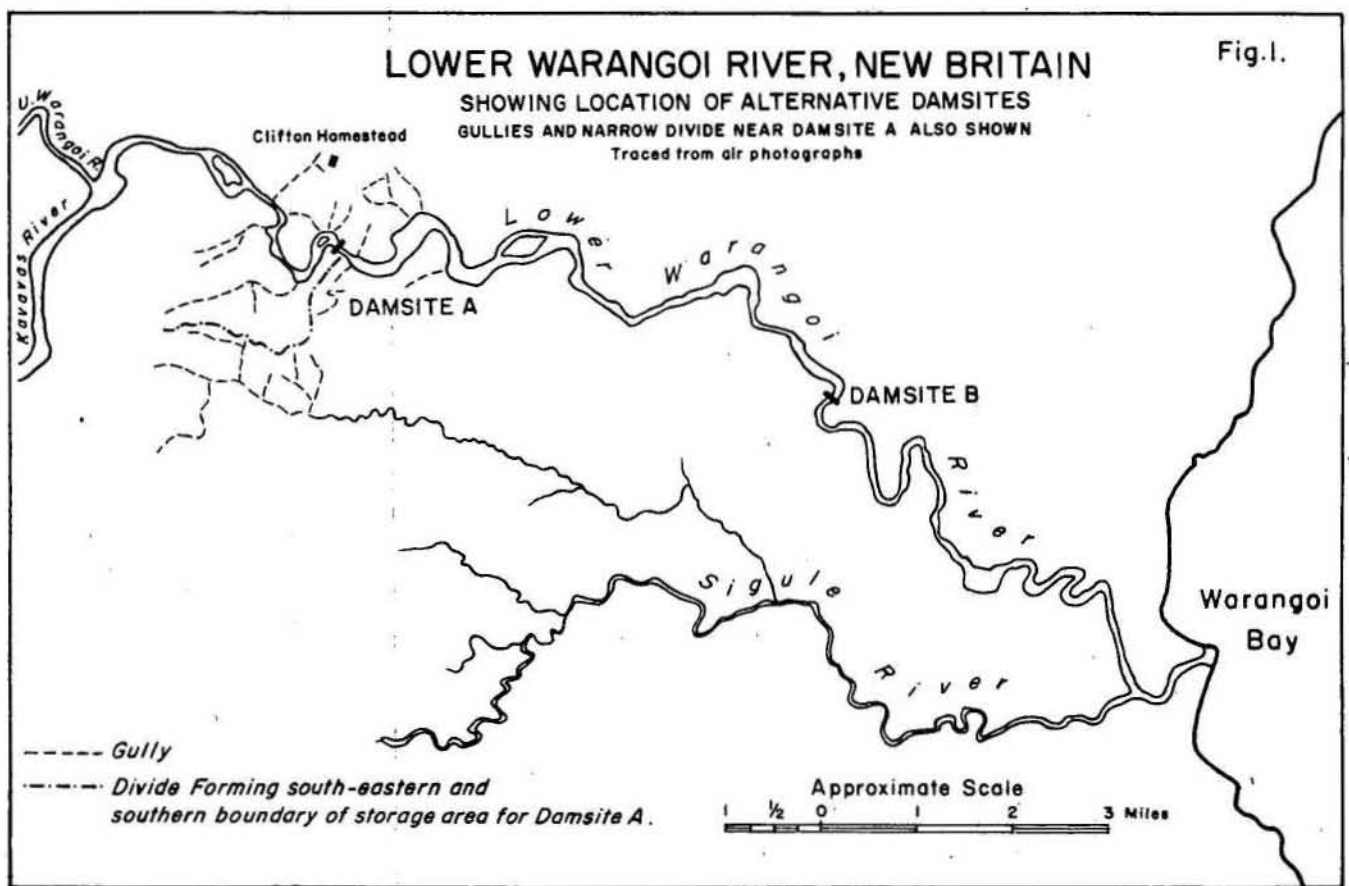 LOWER WARANGOI RIVER, NEW BRITAIN
Fig.1.
SHOWING LOCATION OF ALTERNATIVE DAMSITES
GULLIES AND NARROW DIVIDE NEAR DAMSITE A ALSO SHOWN
Traced from air photographs
U. Warangoi R.
Clifton Homestead
Kavavas River
Lower Warangoi River
DAMSITE A
DAMSITE B
Sigule River
Warangoi
Bay
Gully
Divide Forming south-eastern and
southern boundary of storage area for Damsite A.
Approximate Scale
1 ½ 0 1 2 3 Miles